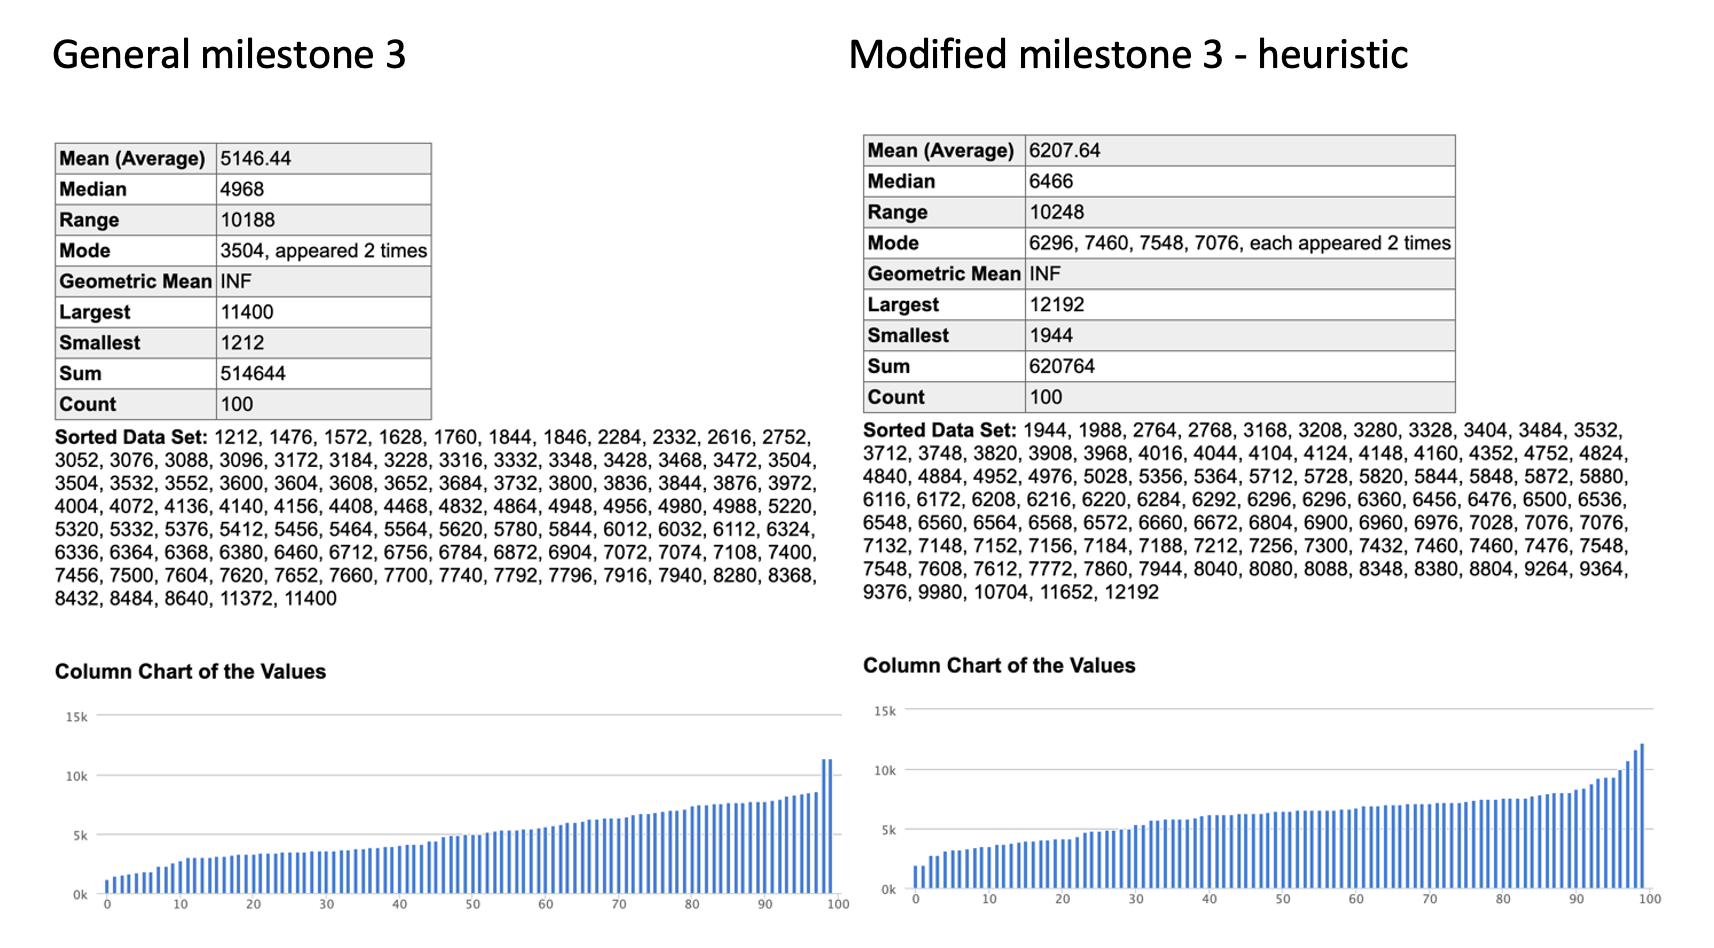 General milestone 3
Mean (Average) 5146.44
Median 4968
Range 10188
Mode 3504, appeared 2 times
Geometric Mean INF
Largest 11400
Smallest 1212
Sum 514644
Count 100
Sorted Data Set: 1212, 1476, 1572, 1628, 1760, 1844, 1846, 2284, 2332, 2616, 2752,
3052, 3076, 3088, 3096, 3172, 3184, 3228, 3316, 3332, 3348, 3428, 3468, 3472, 3504,
3504, 3532, 3552, 3600, 3604, 3608, 3652, 3684, 3732, 3800, 3836, 3844, 3876, 3972,
4004, 4072, 4136, 4140, 4156, 4408, 4468, 4832, 4864, 4948, 4956, 4980, 4988, 5220,
5320, 5332, 5376, 5412, 5456, 5464, 5564, 5620, 5780, 5844, 6012, 6032, 6112, 6324,
6336, 6364, 6368, 6380, 6460, 6712, 6756, 6784, 6872, 6904, 7072, 7074, 7108, 7400,
7456, 7500, 7604, 7620, 7652, 7660, 7700, 7740, 7792, 7796, 7916, 7940, 8280, 8368,
8432, 8484, 8640, 11372, 11400
Column Chart of the Values
15k
10k
5k
0k
0 10 20 30 40 50 60 70 80 90 100
Modified milestone 3 - heuristic
Mean (Average) 6207.64
Median 6466
Range 10248
Mode 6296, 7460, 7548, 7076, each appeared 2 times
Geometric Mean INF
Largest 12192
Smallest 1944
Sum 620764
Count 100
Sorted Data Set: 1944, 1988, 2764, 2768, 3168, 3208, 3280, 3328, 3404, 3484, 3532,
3712, 3748, 3820, 3908, 3968, 4016, 4044, 4104, 4124, 4148, 4160, 4352, 4752, 4824,
4840, 4884, 4952, 4976, 5028, 5356, 5364, 5712, 5728, 5820, 5844, 5848, 5872, 5880,
6116, 6172, 6208, 6216, 6220, 6284, 6292, 6296, 6296, 6360, 6456, 6476, 6500, 6536,
6548, 6560, 6564, 6568, 6572, 6660, 6672, 6804, 6900, 6960, 6976, 7028, 7076, 7076,
7132, 7148, 7152, 7156, 7184, 7188, 7212, 7256, 7300, 7432, 7460, 7460, 7476, 7548,
7548, 7608, 7612, 7772, 7860, 7944, 8040, 8080, 8088, 8348, 8380, 8804, 9264, 9364,
9376, 9980, 10704, 11652, 12192
Column Chart of the Values
15k
10k
5k
0k
0 10 20 30 40 50 60 70 80 90 100